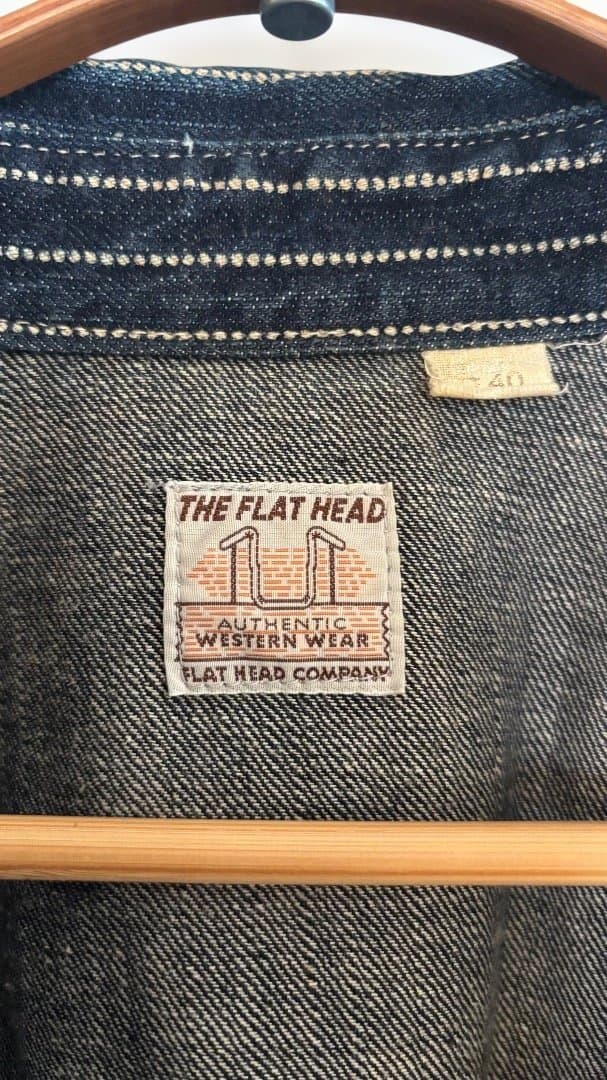 40
THE FLAT HEAD
AUTHENTIC
WESTERN WEAR
FLAT HEAD COMPANY